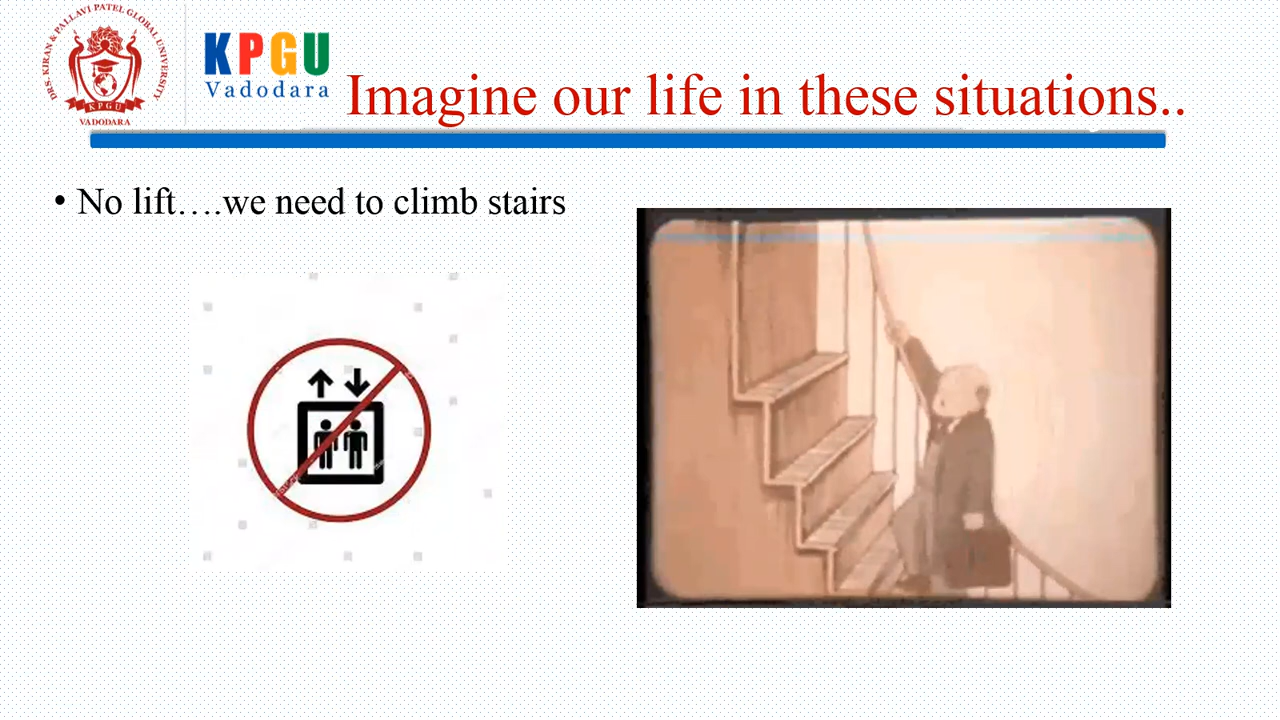 DRS. KIRAN & PALLAVI PATEL GLOBAL UNIVERSITY
KPGU
VADODARA
KPGU
Vadodara
Imagine our life in these situations..
• No lift….we need to climb stairs